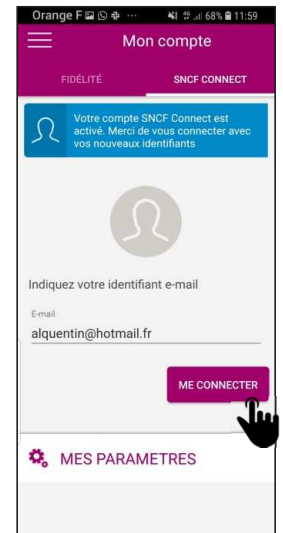 Orange F ... 68% 11:59
Mon compte
FIDÉLITÉ SNCF CONNECT
Votre compte SNCF Connect est
activé. Merci de vous connecter avec
vos nouveaux identifiants
Indiquez votre identifiant e-mail
E-mail
alquentin@hotmail.fr
ME CONNECTER
MES PARAMETRES